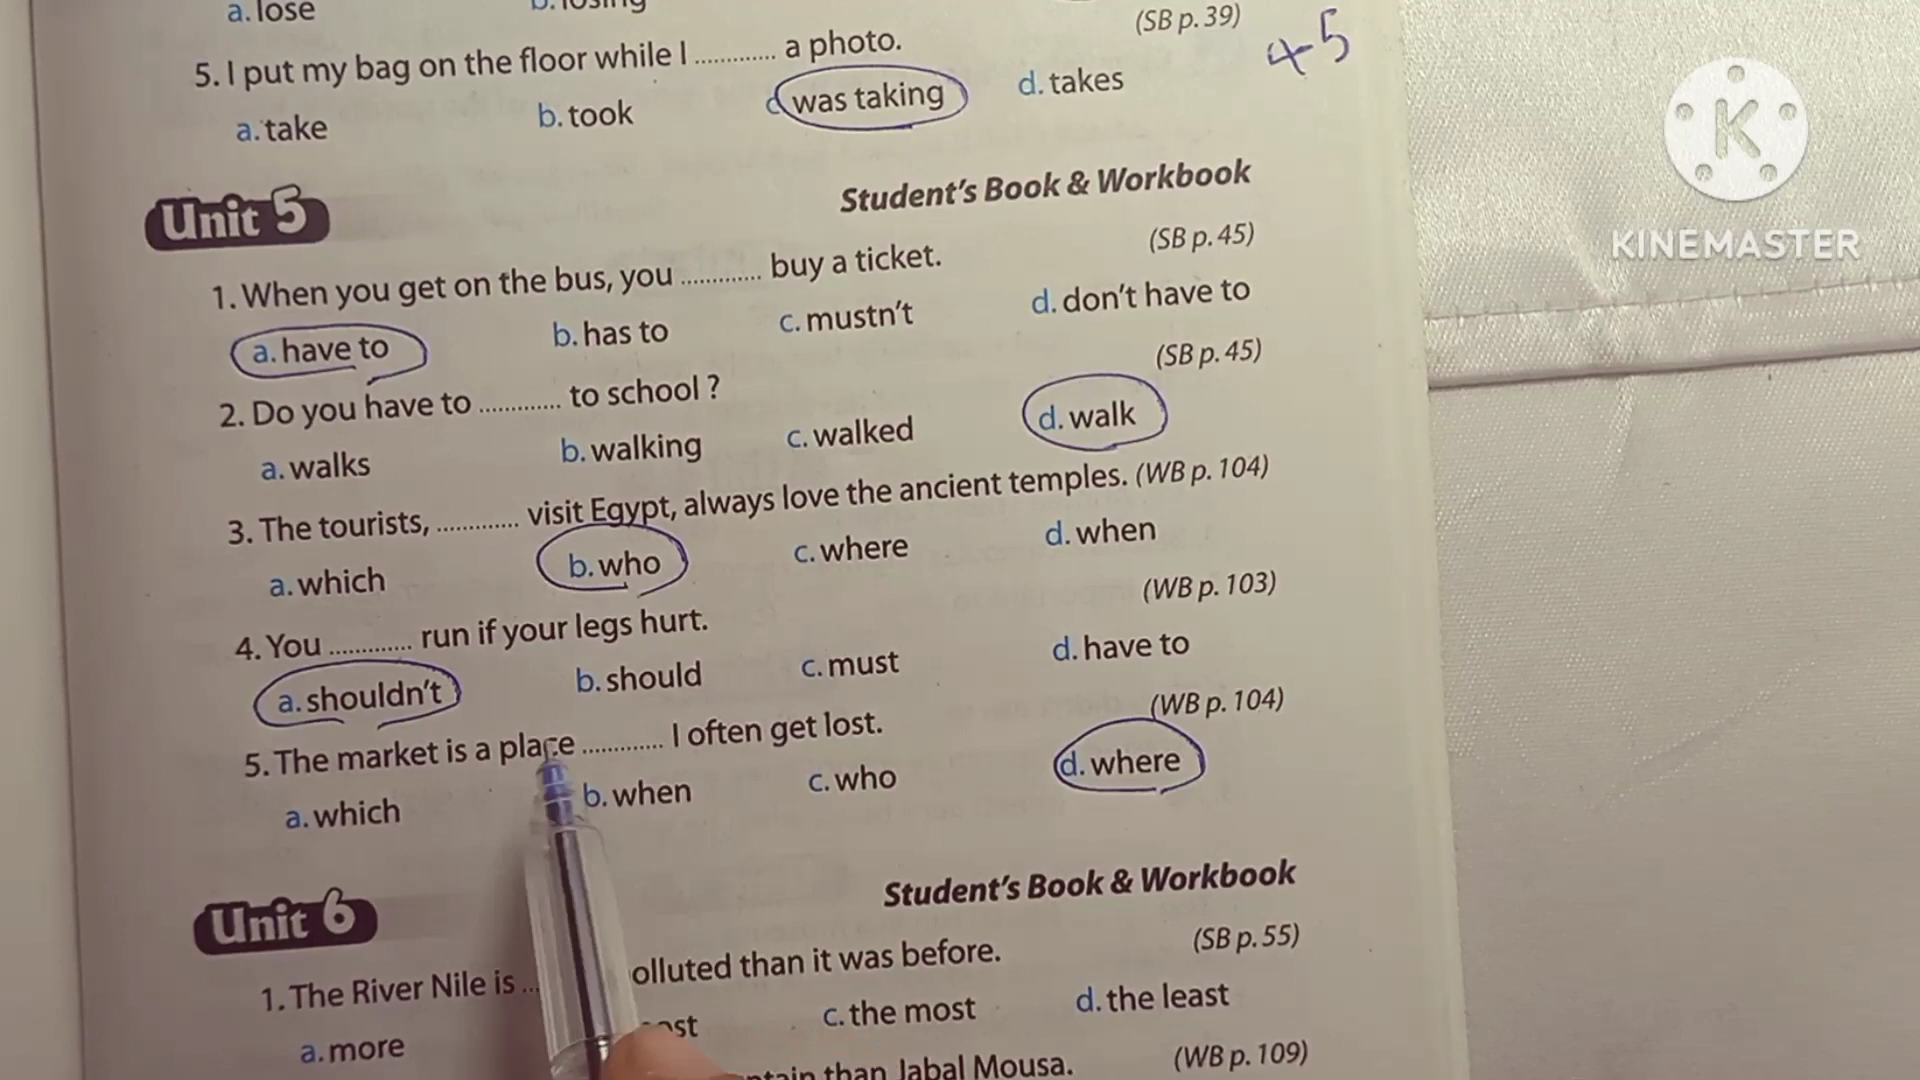 a. lose b. losing
(SB p. 39)
45
5. I put my bag on the floor while I ............ a photo.
a. take b. took was taking d. takes
KINEMASTER
Unit 5 Student's Book & Workbook
1. When you get on the bus, you ............ buy a ticket. (SB p. 45)
a. have to b. has to c. mustn't d. don't have to
2. Do you have to ............ to school ? (SB p. 45)
a. walks b. walking c. walked d. walk
3. The tourists, ............ visit Egypt, always love the ancient temples. (WB p. 104)
a. which b. who c. where d. when
4. You ............ run if your legs hurt. (WB p. 103)
a. shouldn't b. should c. must d. have to
5. The market is a place ............ I often get lost. (WB p. 104)
a. which b. when c. who d. where
Unit 6 Student's Book & Workbook
1. The River Nile is ... olluted than it was before. (SB p. 55)
a. more c. the most d. the least
than Jabal Mousa. (WB p. 109)